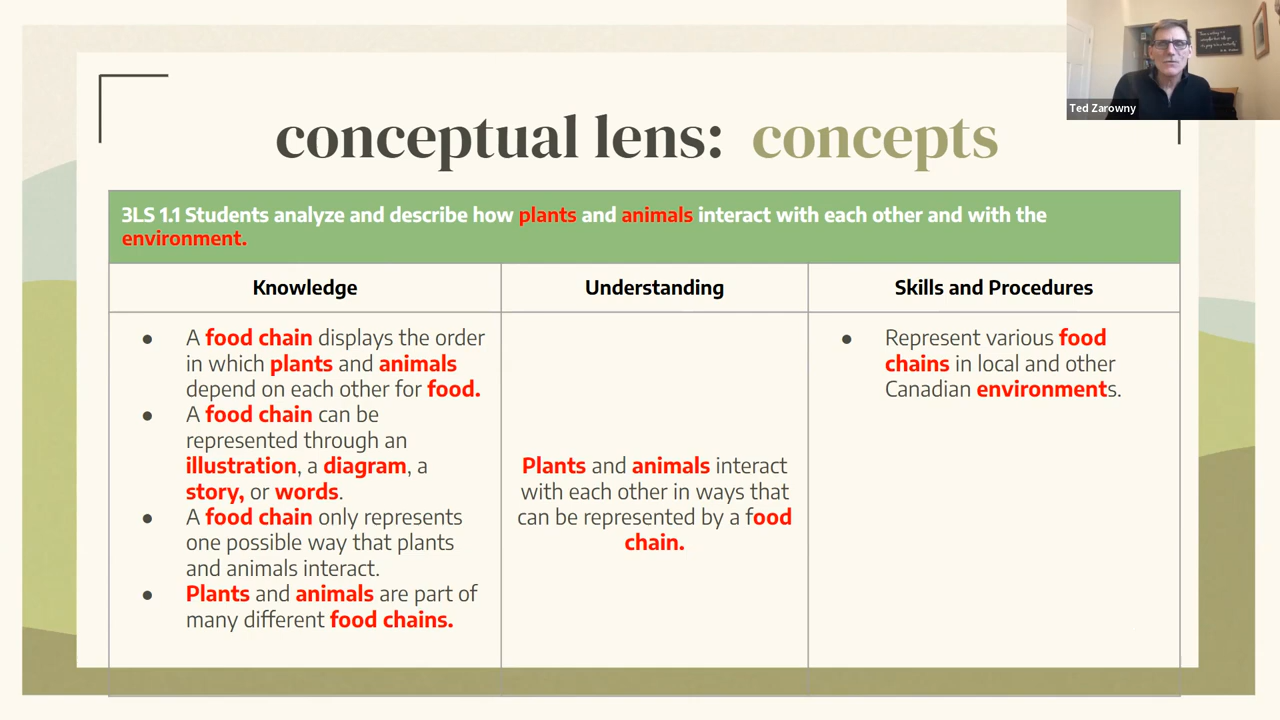 Ted Zarowny
conceptual lens: concepts
3LS 1.1 Students analyze and describe how plants and animals interact with each other and with the
environment.
Knowledge
Understanding
Skills and Procedures
● A food chain displays the order
in which plants and animals
depend on each other for food.
● A food chain can be
represented through an
illustration, a diagram, a
story, or words.
● A food chain only represents
one possible way that plants
and animals interact.
● Plants and animals are part of
many different food chains.
Plants and animals interact
with each other in ways that
can be represented by a food
chain.
● Represent various food
chains in local and other
Canadian environments.